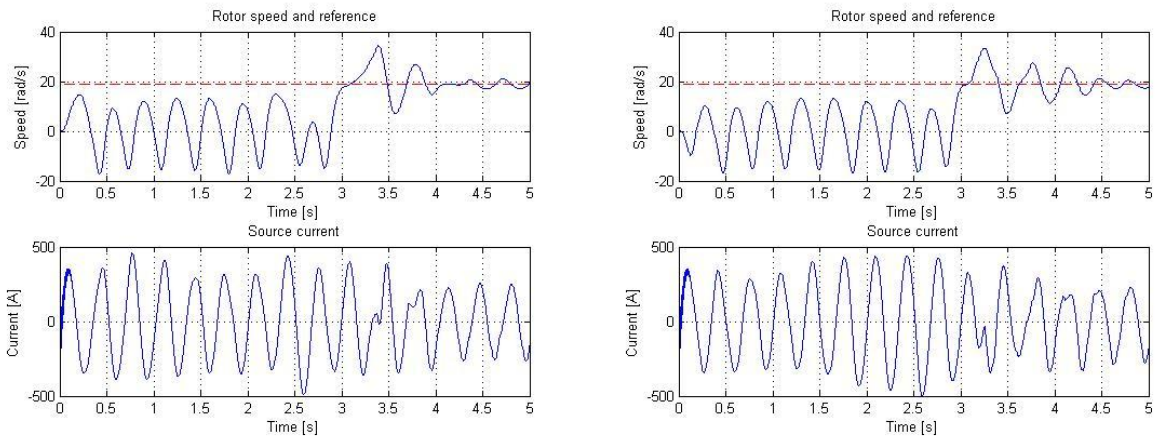 Rotor speed and reference
40
20
0
-20
Speed [rad/s]
0 0.5 1 1.5 2 2.5 3 3.5 4 4.5 5
Time [s]
Source current
500
0
-500
Current [A]
0 0.5 1 1.5 2 2.5 3 3.5 4 4.5 5
Time [s]
Rotor speed and reference
40
20
0
-20
Speed [rad/s]
0 0.5 1 1.5 2 2.5 3 3.5 4 4.5 5
Time [s]
Source current
500
0
-500
Current [A]
0 0.5 1 1.5 2 2.5 3 3.5 4 4.5 5
Time [s]